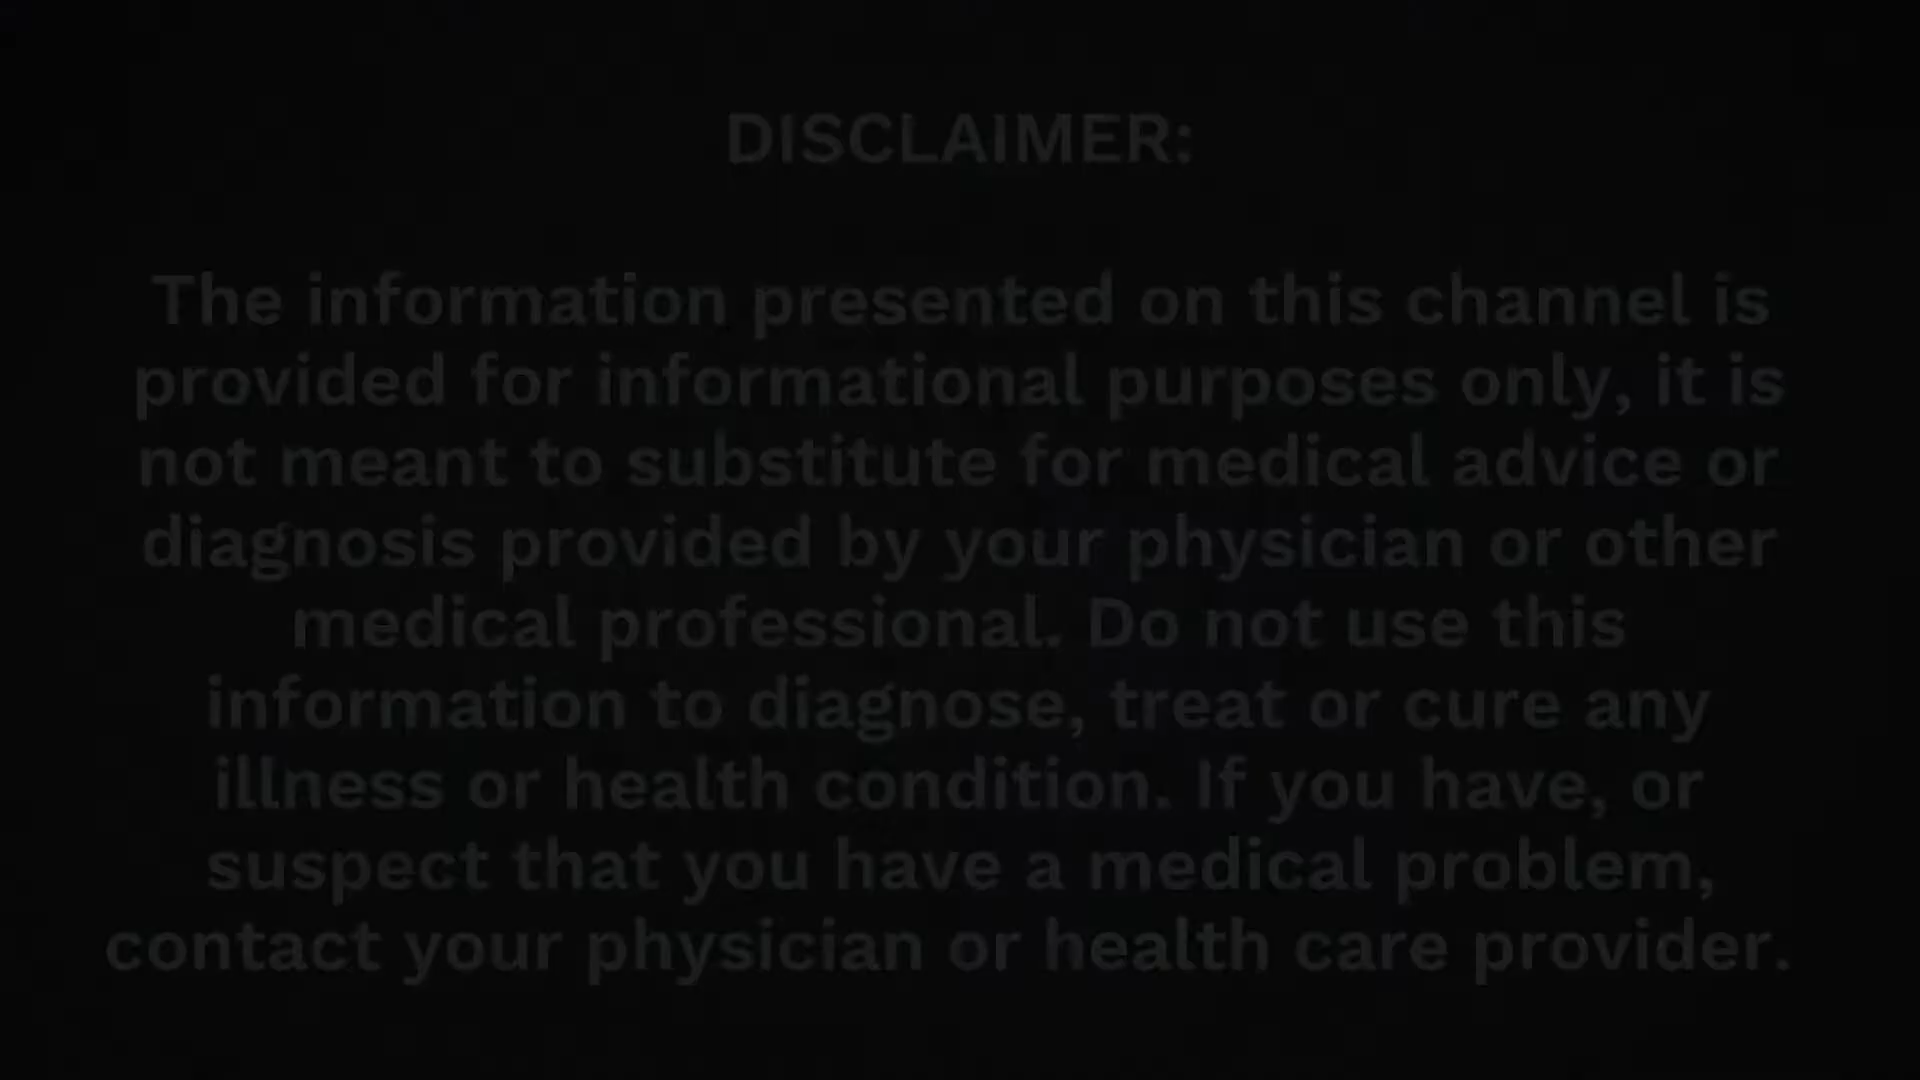 DISCLAIMER:
The information presented on this channel is
provided for informational purposes only, it is
not meant to substitute for medical advice or
diagnosis provided by your physician or other
medical professional. Do not use this
information to diagnose, treat or cure any
illness or health condition. If you have, or
suspect that you have a medical problem,
contact your physician or health care provider.